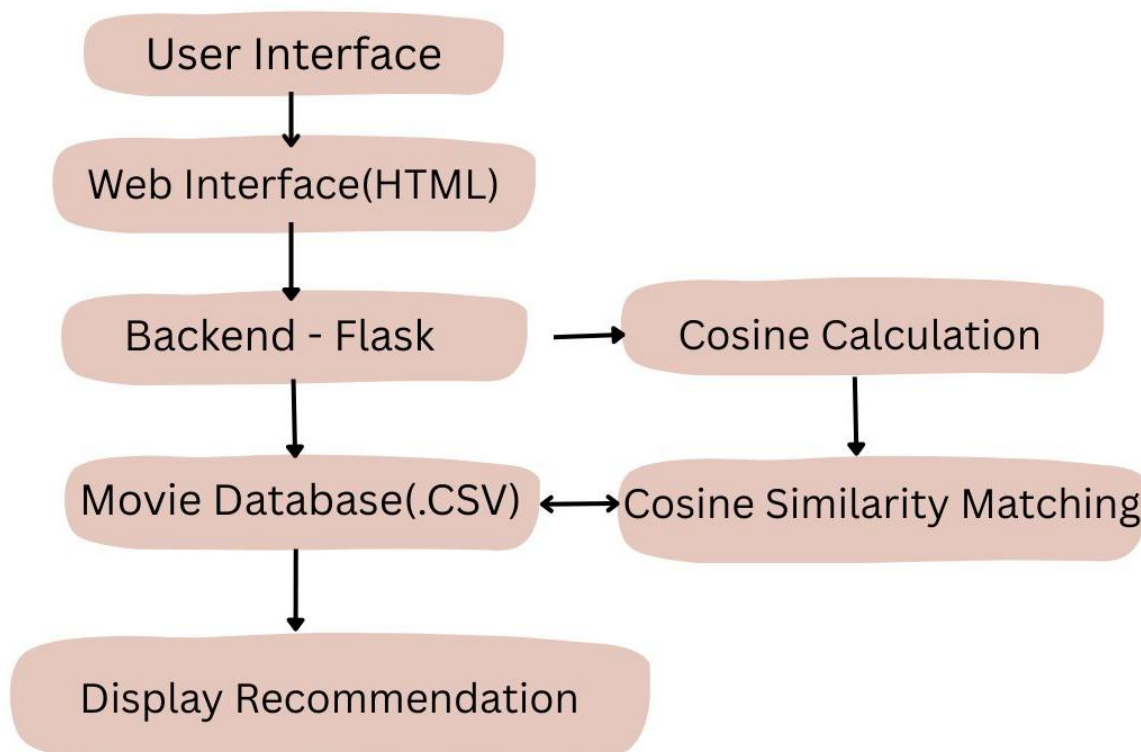 User Interface
Web Interface(HTML)
Backend - Flask
Cosine Calculation
Movie Database(.CSV)
Cosine Similarity Matching
Display Recommendation